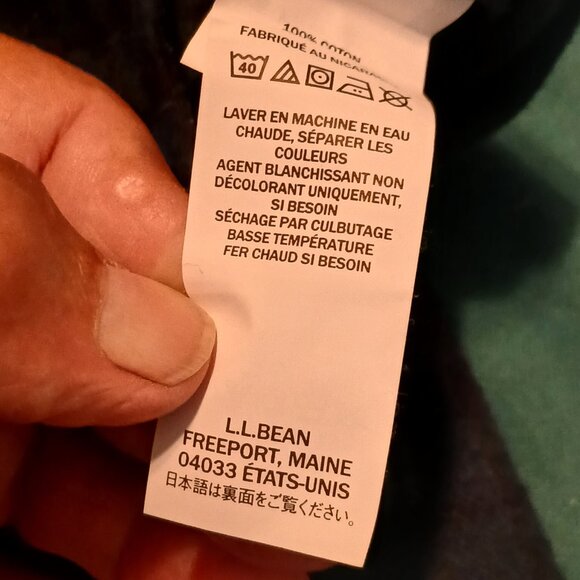 100% COTON
FABRIQUÉ AU NICARAGUA
40
LAVER EN MACHINE EN EAU
CHAUDE, SÉPARER LES
COULEURS
AGENT BLANCHISSANT NON
DÉCOLORANT UNIQUEMENT,
SI BESOIN
SÉCHAGE PAR CULBUTAGE
BASSE TEMPÉRATURE
FER CHAUD SI BESOIN
L.L.BEAN
FREEPORT, MAINE
04033 ÉTATS-UNIS
日本語は裏面をご覧ください。